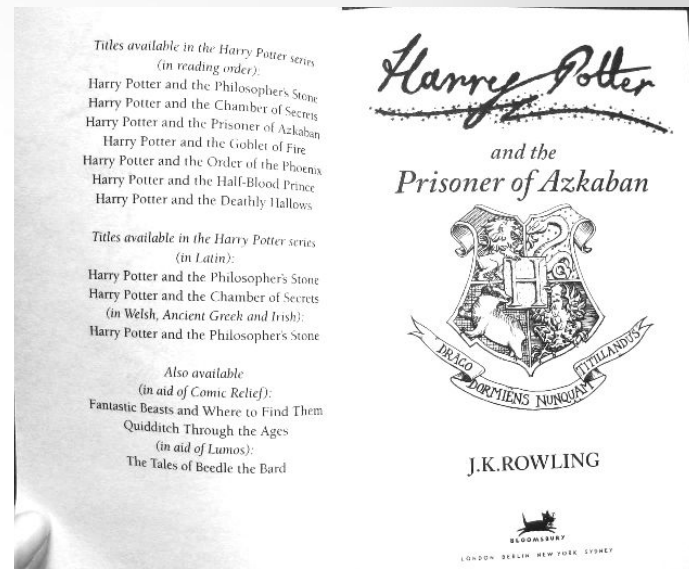 Titles available in the Harry Potter series
(in reading order):
Harry Potter and the Philosopher's Stone
Harry Potter and the Chamber of Secrets
Harry Potter and the Prisoner of Azkaban
Harry Potter and the Goblet of Fire
Harry Potter and the Order of the Phoenix
Harry Potter and the Half-Blood Prince
Harry Potter and the Deathly Hallows
Titles available in the Harry Potter series
(in Latin):
Harry Potter and the Philosopher's Stone
Harry Potter and the Chamber of Secrets
(in Welsh, Ancient Greek and Irish):
Harry Potter and the Philosopher's Stone
Also available
(in aid of Comic Relief):
Fantastic Beasts and Where to Find Them
Quidditch Through the Ages
(in aid of Lumos):
The Tales of Beedle the Bard
Harry Potter
and the
Prisoner of Azkaban
H
DRACO DORMIENS NUNQUAM TITILLANDUS
J.K.ROWLING
BLOOMSBURY
LONDON BERLIN NEW YORK SYDNEY